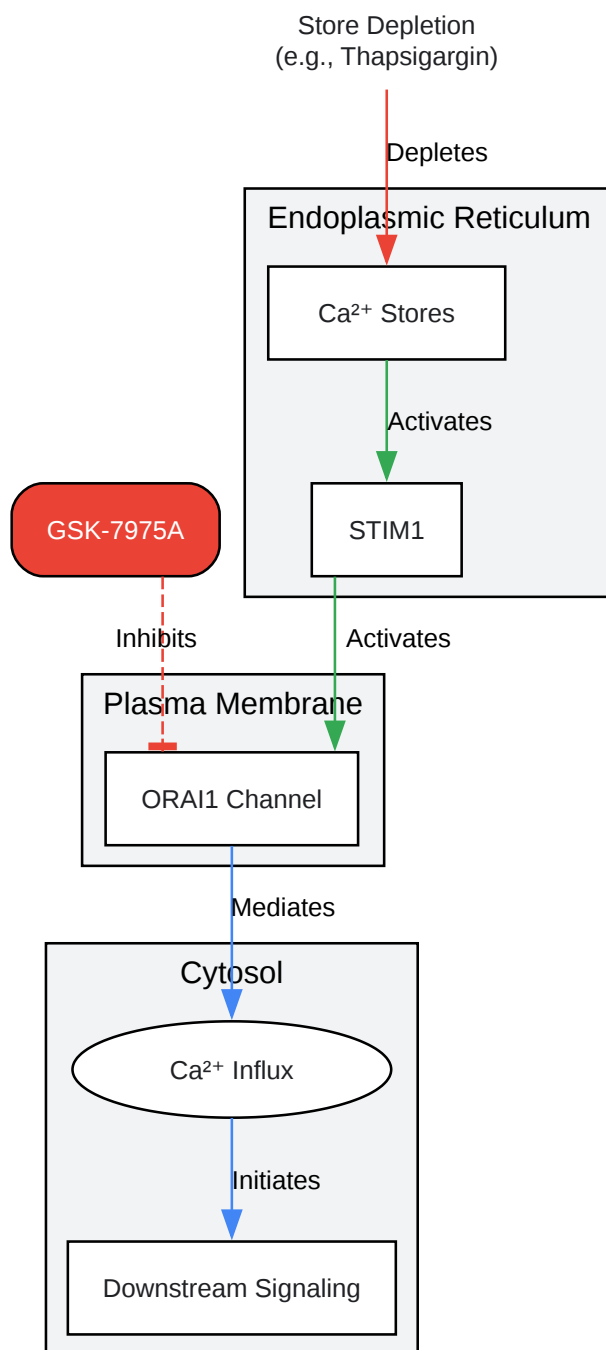 Store Depletion
(e.g., Thapsigargin)
Depletes
Endoplasmic Reticulum
Ca²⁺ Stores
Activates
GSK-7975A
STIM1
Inhibits
Activates
Plasma Membrane
ORAI1 Channel
Mediates
Cytosol
Ca²⁺ Influx
Initiates
Downstream Signaling